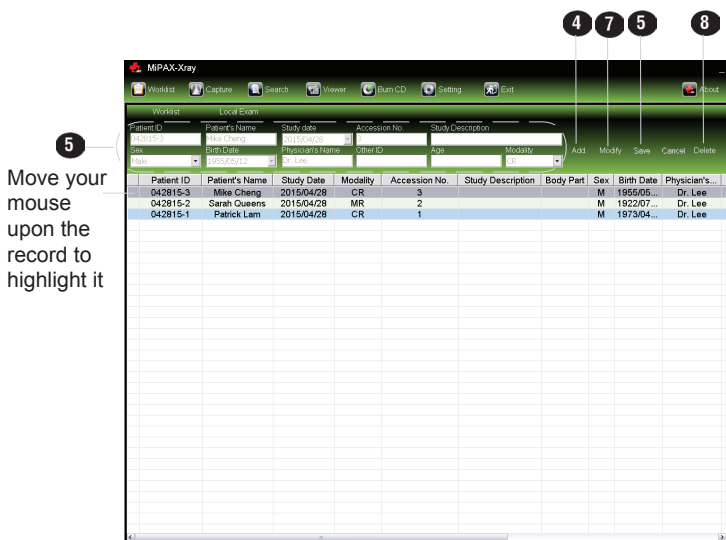 4 7 5 8
MiPAX-Xray
Worklist Capture Search Viewer Burn CD Setting Exit About
Worklist Local Exam
Patient ID Patient's Name Study date Accession No. Study Description
042815-3 Mike Cheng 2015/04/28 3
5
Sex Birth Date Physician's Name Other ID Age Modality
Add Modify Save Cancel Delete
Male 1955/05/12 Dr. Lee CR
Move your
mouse
upon the
record to
highlight it
Patient ID Patient's Name Study Date Modality Accession No. Study Description Body Part Sex Birth Date Physician's...
042815-3 Mike Cheng 2015/04/28 CR 3 M 1955/05... Dr. Lee
042815-2 Sarah Queens 2015/04/28 MR 2 M 1922/07... Dr. Lee
042815-1 Patrick Lam 2015/04/28 CR 1 M 1973/04... Dr. Lee